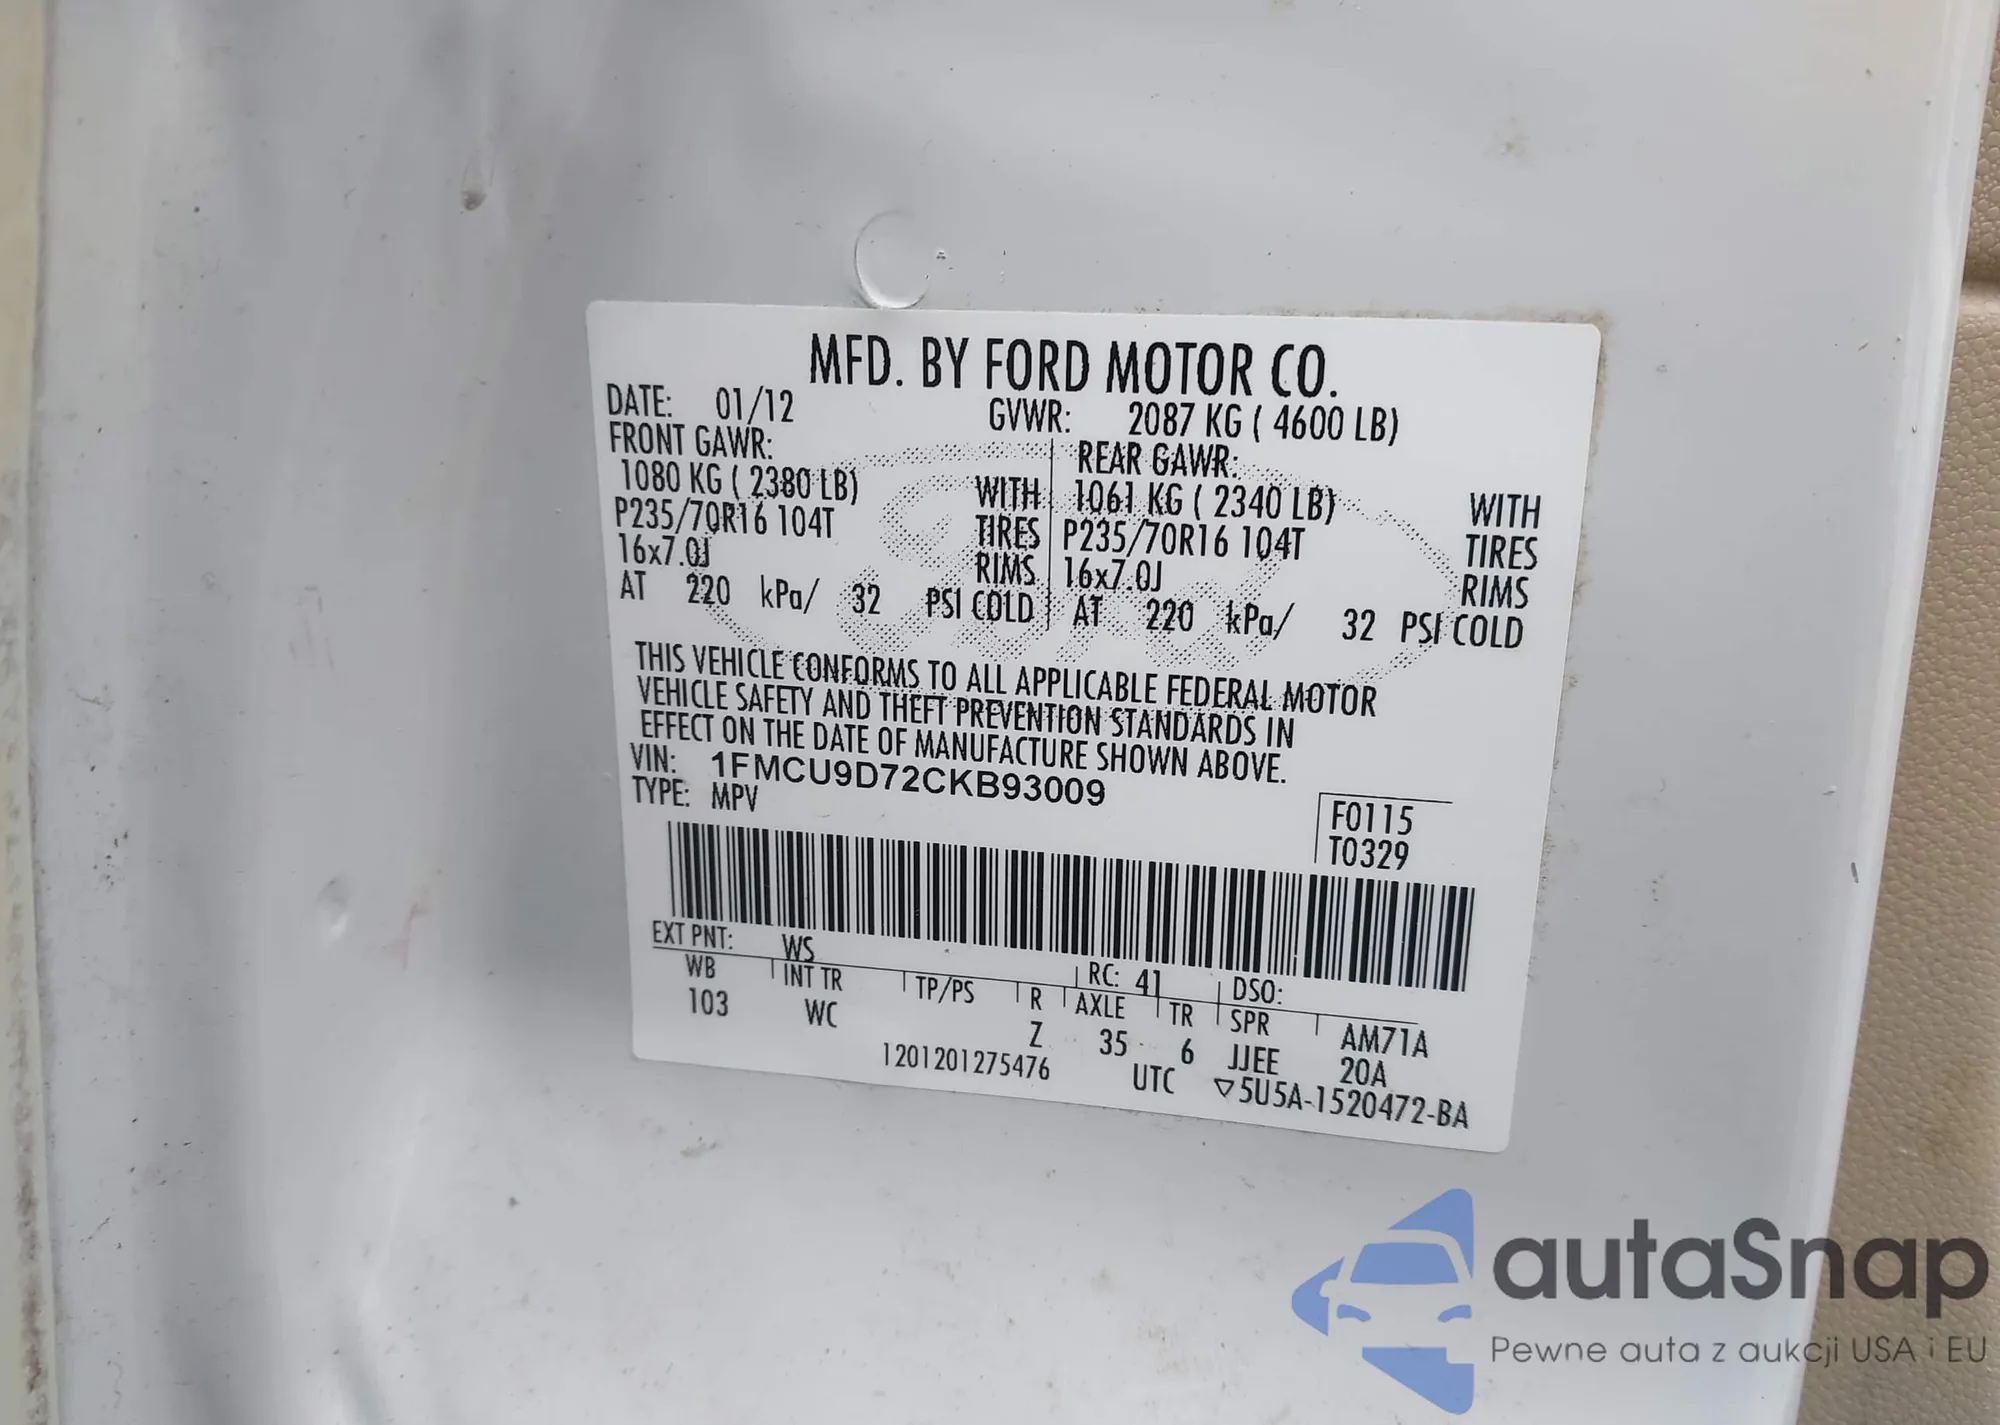 MFD. BY FORD MOTOR CO.
DATE: 01/12 GVWR: 2087 KG ( 4600 LB)
FRONT GAWR: REAR GAWR:
1080 KG ( 2380 LB) WITH 1061 KG ( 2340 LB) WITH
P235/70R16 104T TIRES P235/70R16 104T TIRES
16x7.0J RIMS 16x7.0J RIMS
AT 220 kPa/ 32 PSI COLD AT 220 kPa/ 32 PSI COLD
THIS VEHICLE CONFORMS TO ALL APPLICABLE FEDERAL MOTOR
VEHICLE SAFETY AND THEFT PREVENTION STANDARDS IN
EFFECT ON THE DATE OF MANUFACTURE SHOWN ABOVE.
VIN: 1FMCU9D72CKB93009
TYPE: MPV
F0115
T0329
EXT PNT: WS RC: 41 DSO:
WB INT TR TP/PS R AXLE TR SPR AM71A
103 WC Z 35 6 JJEE 20A
1201201275476 UTC ▽5U5A-1520472-BA
autaSnap
Pewne auta z aukcji USA i EU